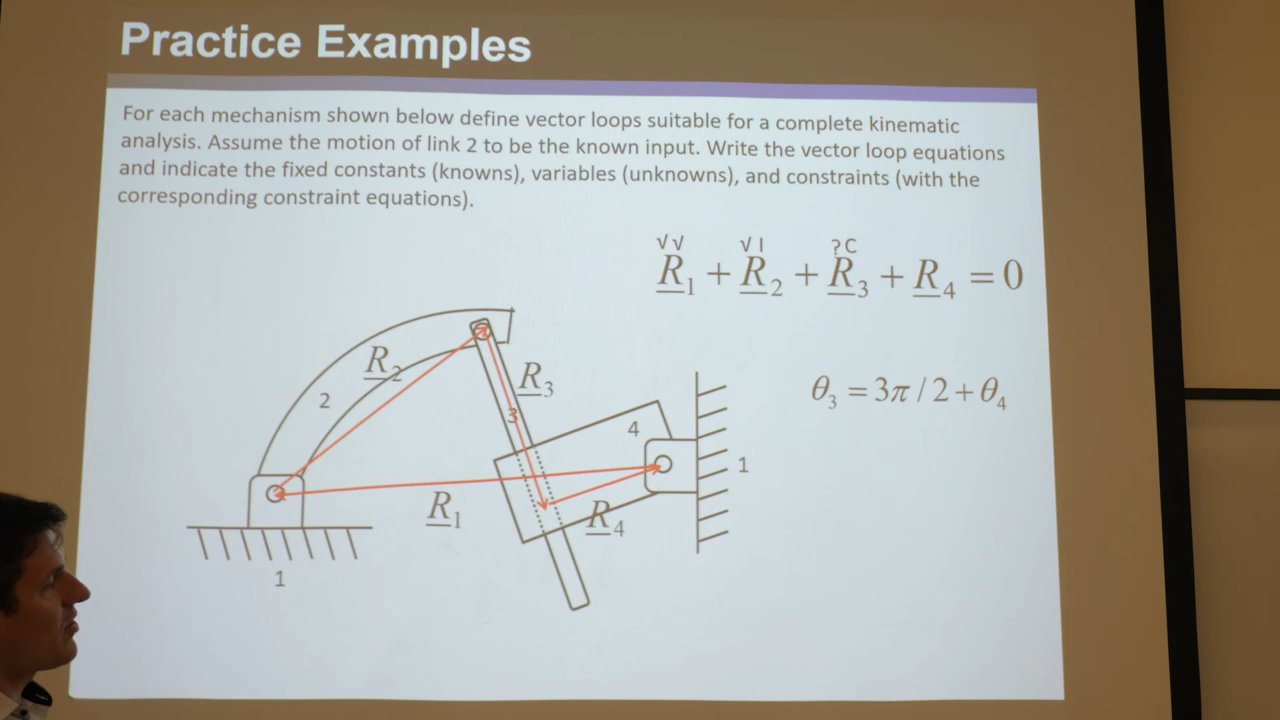 Practice Examples
For each mechanism shown below define vector loops suitable for a complete kinematic
analysis. Assume the motion of link 2 to be the known input. Write the vector loop equations
and indicate the fixed constants (knowns), variables (unknowns), and constraints (with the
corresponding constraint equations).
√√ √I ?C
R₁ + R₂ + R₃ + R₄ = 0
R₂
2
R₃
3
θ₃ = 3π / 2 + θ₄
4
1
R₁
R₄
1